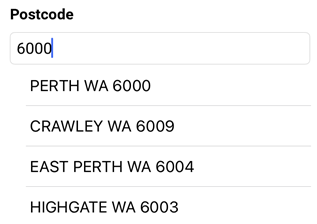 Postcode
6000
PERTH WA 6000
CRAWLEY WA 6009
EAST PERTH WA 6004
HIGHGATE WA 6003